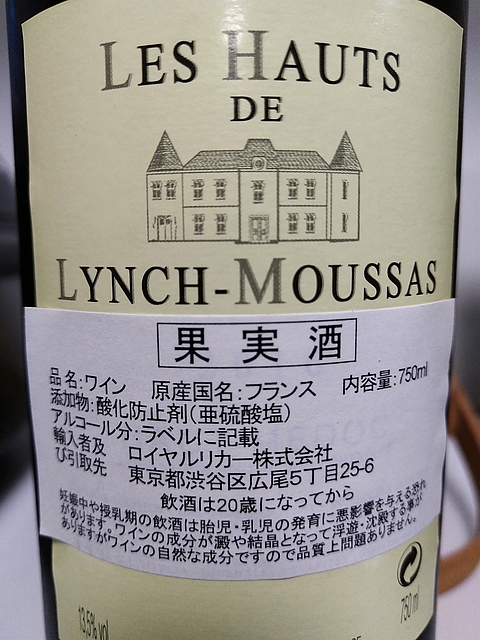 LES HAUTS
DE
LYNCH-MOUSSAS
果実酒
品名:ワイン 原産国名:フランス 内容量:750ml
添加物:酸化防止剤(亜硫酸塩)
アルコール分:ラベルに記載
輸入者及び引取先 ロイヤルリカー株式会社
東京都渋谷区広尾5丁目25-6
飲酒は20歳になってから
妊娠中や授乳期の飲酒は胎児・乳児の発育に悪影響を与える恐れ
があります。ワインの成分が澱や結晶となって浮遊・沈殿する事が
ありますがワインの自然な成分ですので品質上問題ありません。
13,5% vol
750 ml